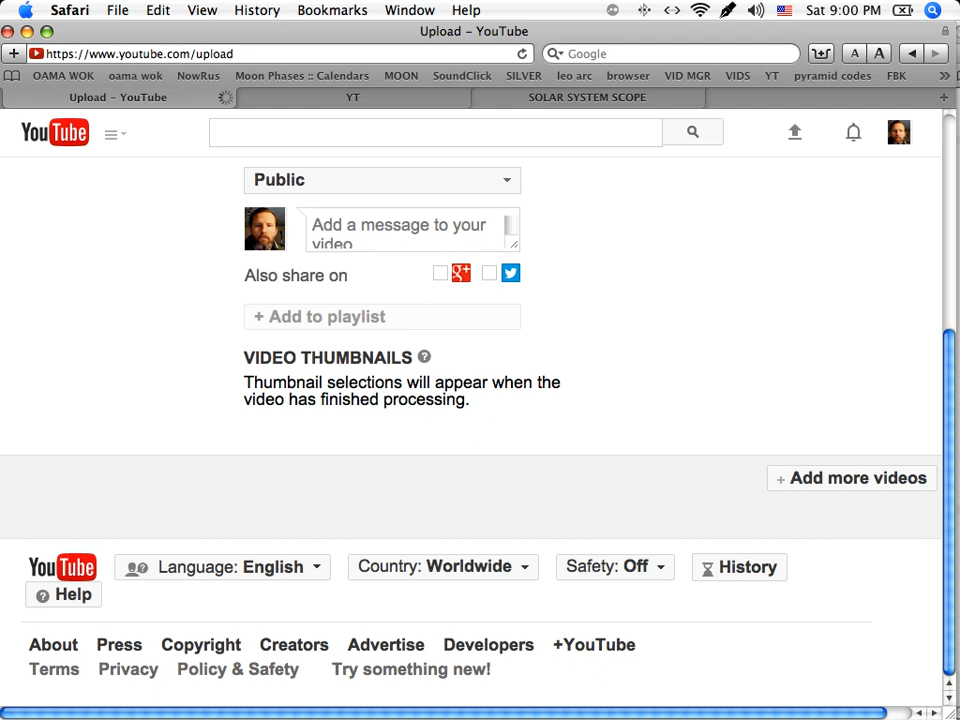 Safari File Edit View History Bookmarks Window Help Sat 9:00 PM
Upload – YouTube
https://www.youtube.com/upload Google A A
OAMA WOK oama wok NowRus Moon Phases :: Calendars MOON SoundClick SILVER leo arc browser VID MGR VIDS YT pyramid codes FBK
Upload – YouTube YT SOLAR SYSTEM SCOPE
YouTube
Public
Add a message to your
video
Also share on g+
+ Add to playlist
VIDEO THUMBNAILS ?
Thumbnail selections will appear when the
video has finished processing.
+ Add more videos
YouTube Language: English Country: Worldwide Safety: Off History
? Help
About Press Copyright Creators Advertise Developers +YouTube
Terms Privacy Policy & Safety Try something new!